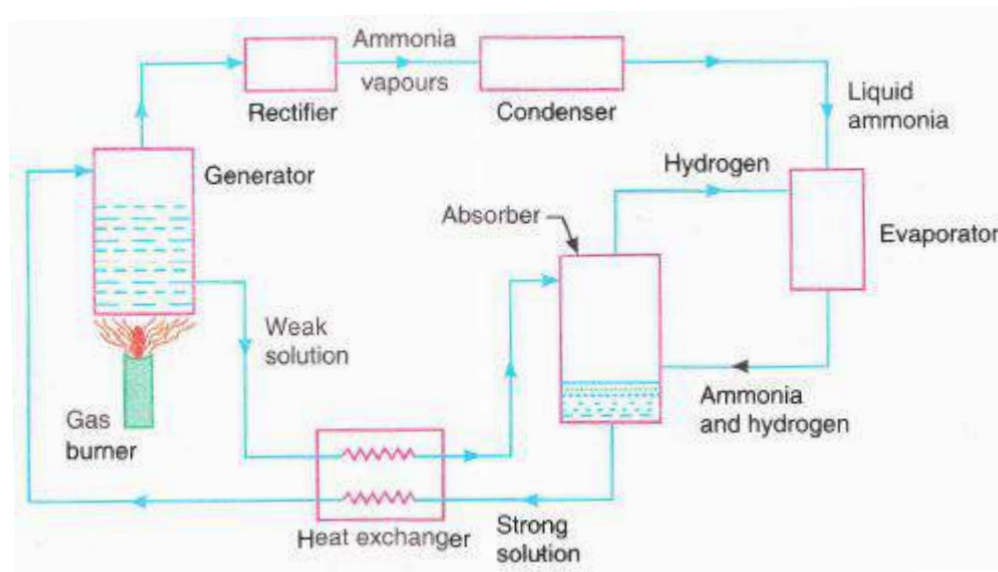 Ammonia
vapours
Rectifier
Condenser
Liquid
ammonia
Generator
Hydrogen
Absorber
Evaporator
Weak
solution
Ammonia
and hydrogen
Gas
burner
Heat exchanger
Strong
solution